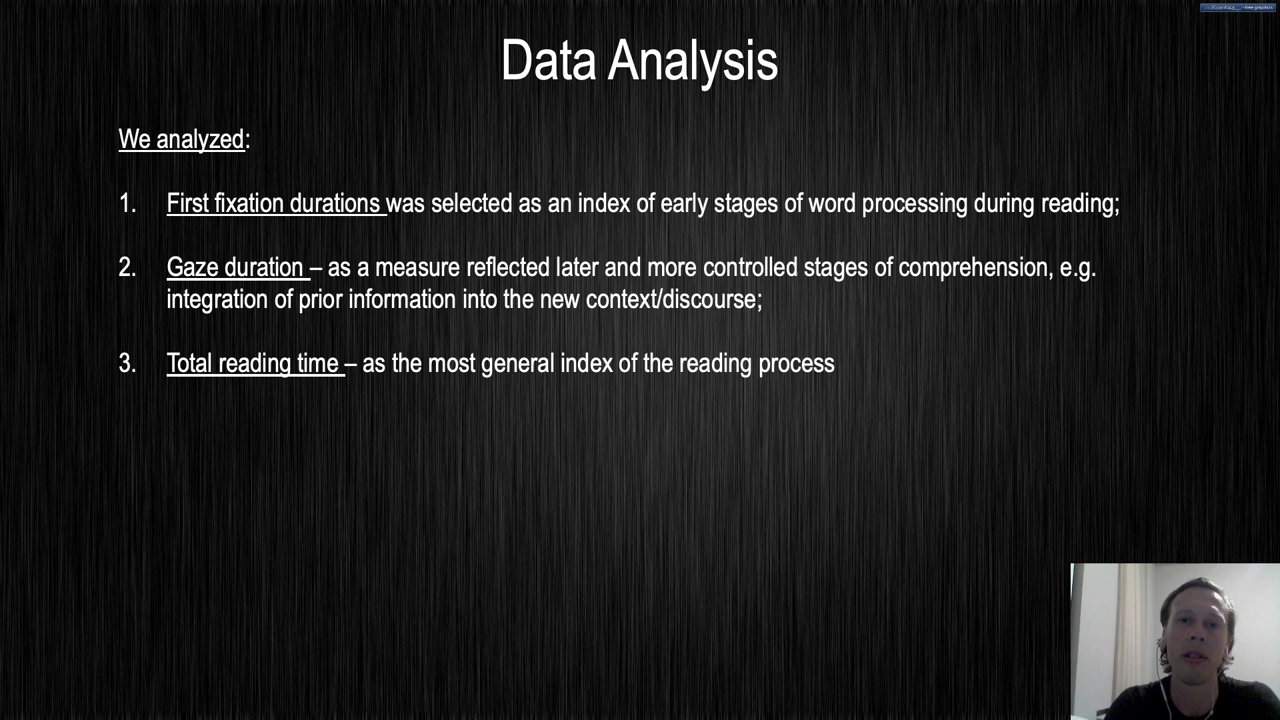 Data Analysis
We analyzed:
1. First fixation durations was selected as an index of early stages of word processing during reading;
2. Gaze duration – as a measure reflected later and more controlled stages of comprehension, e.g.
integration of prior information into the new context/discourse;
3. Total reading time – as the most general index of the reading process